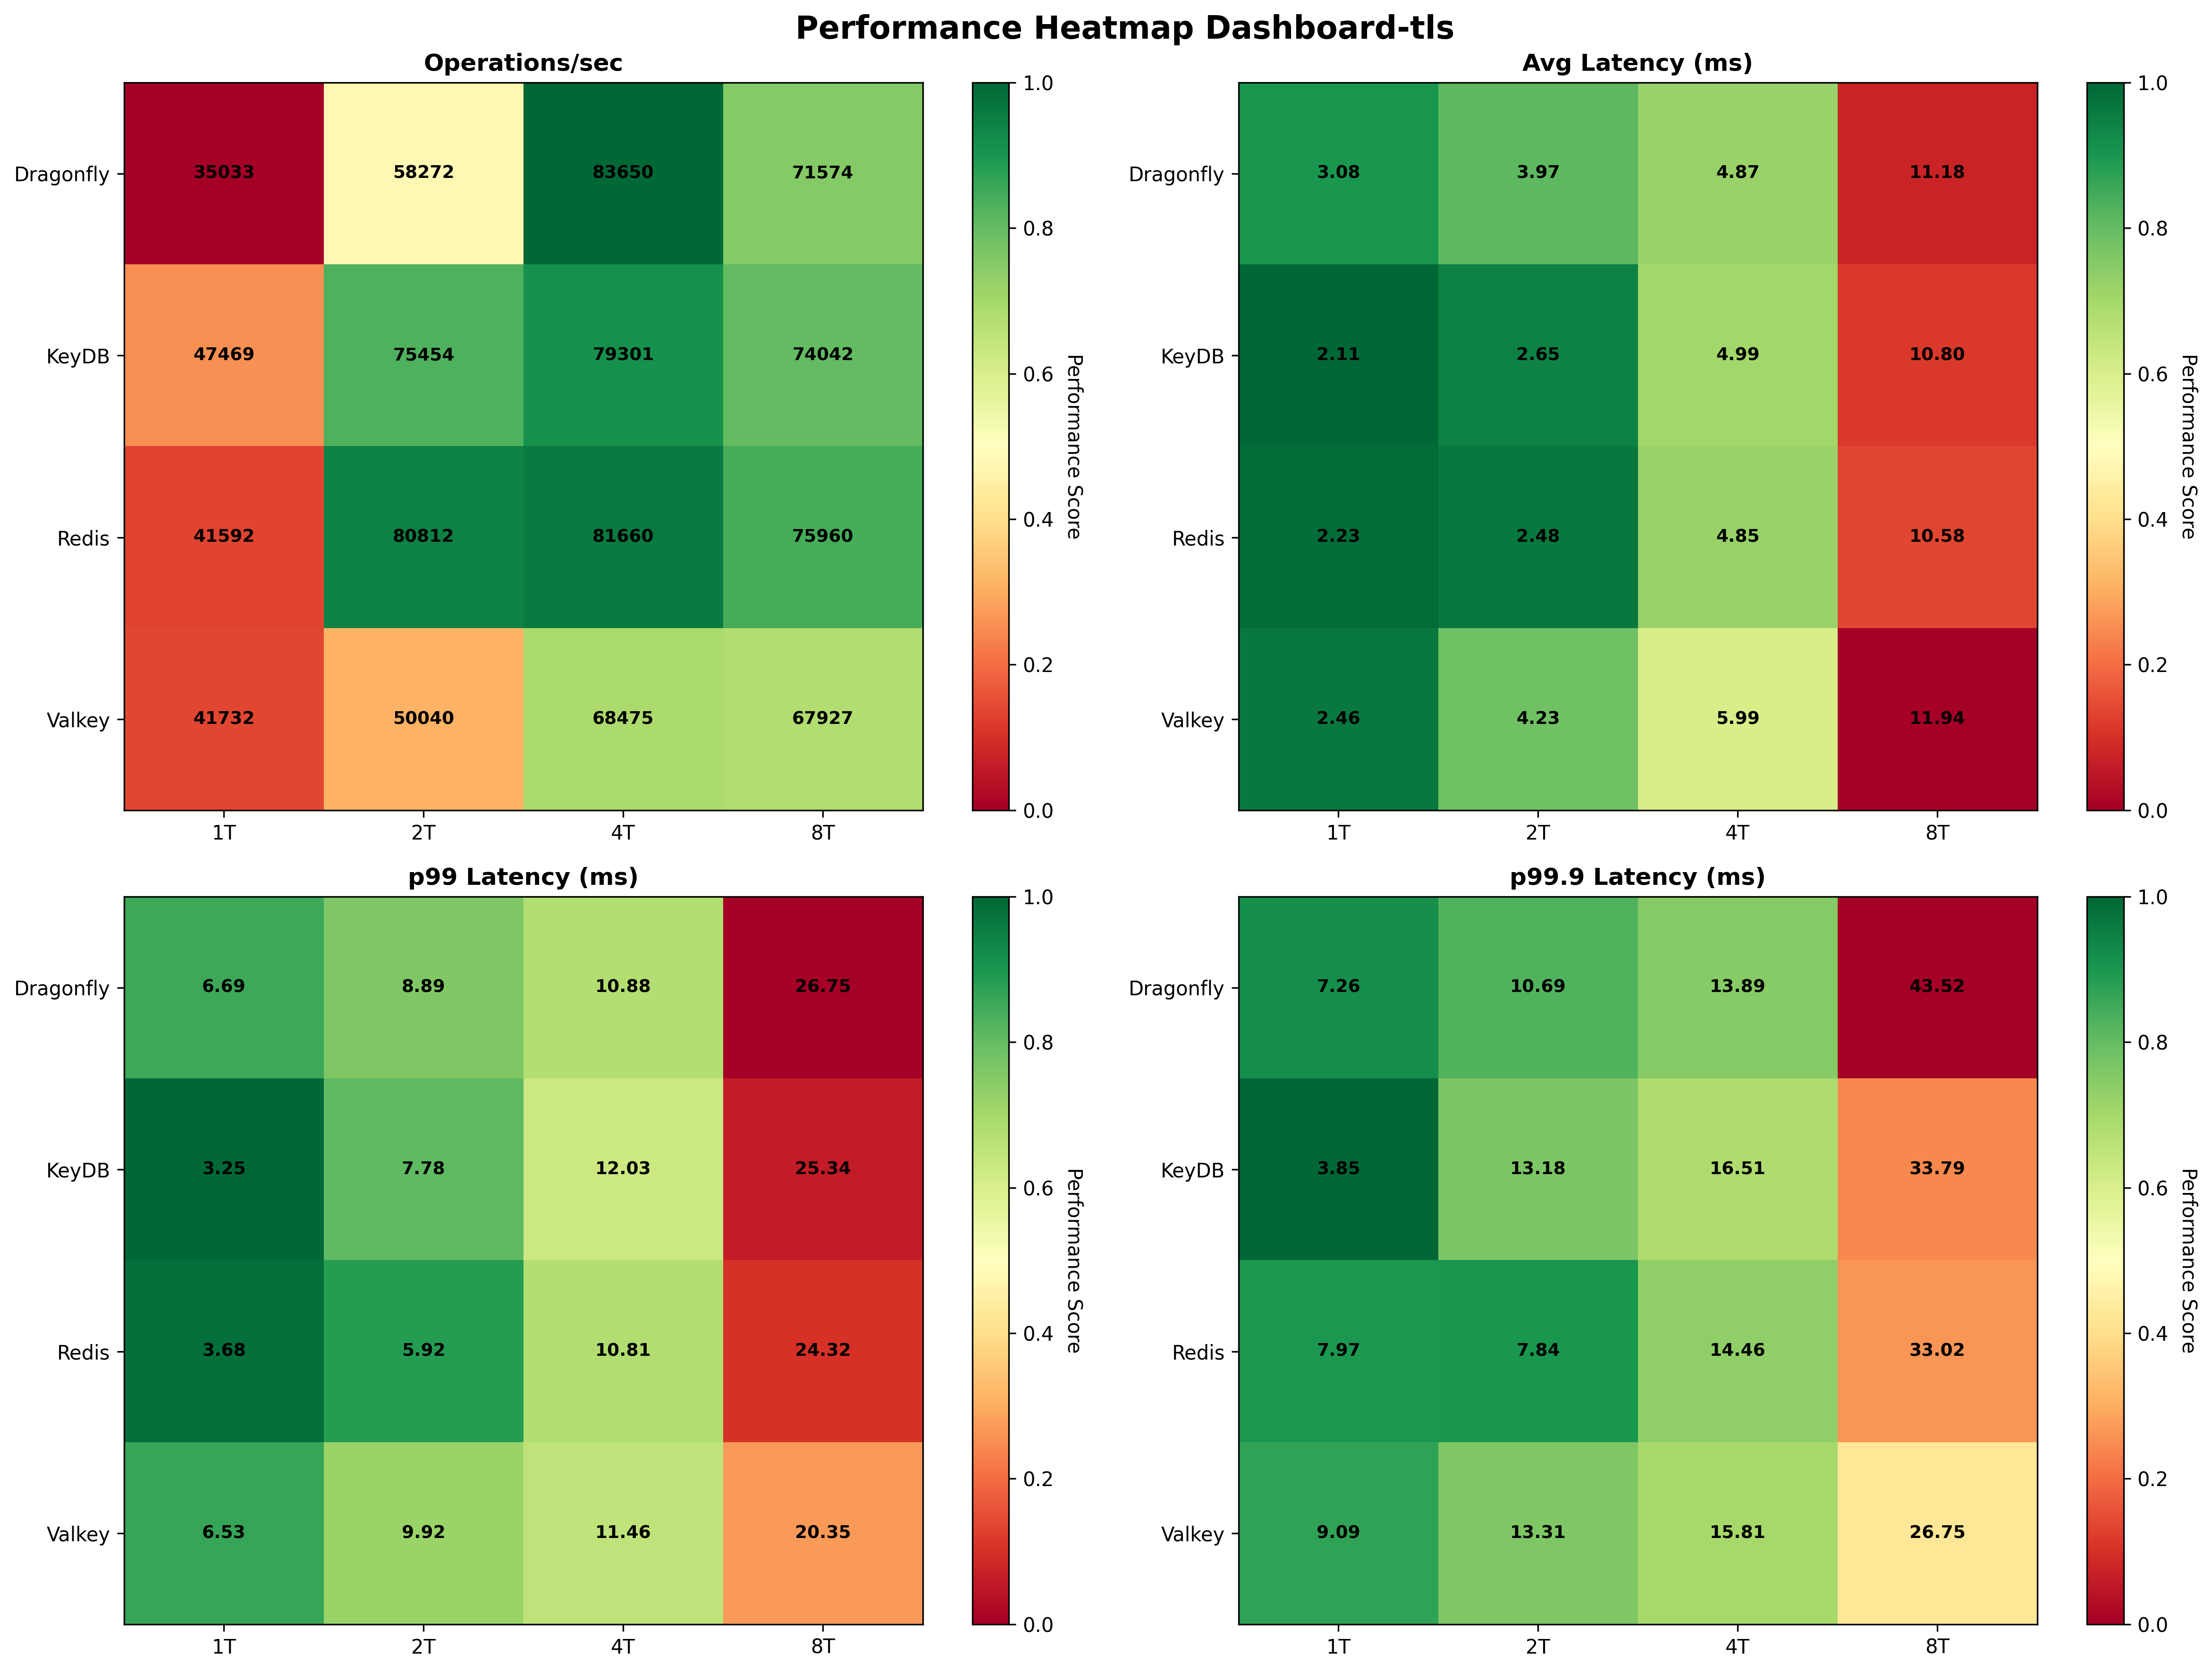 Performance Heatmap Dashboard-tls
Operations/sec
Dragonfly 35033 58272 83650 71574
KeyDB 47469 75454 79301 74042
Redis 41592 80812 81660 75960
Valkey 41732 50040 68475 67927
1T 2T 4T 8T
1.0
0.8
0.6
0.4
0.2
0.0
Performance Score
Avg Latency (ms)
Dragonfly 3.08 3.97 4.87 11.18
KeyDB 2.11 2.65 4.99 10.80
Redis 2.23 2.48 4.85 10.58
Valkey 2.46 4.23 5.99 11.94
1T 2T 4T 8T
1.0
0.8
0.6
0.4
0.2
0.0
Performance Score
p99 Latency (ms)
Dragonfly 6.69 8.89 10.88 26.75
KeyDB 3.25 7.78 12.03 25.34
Redis 3.68 5.92 10.81 24.32
Valkey 6.53 9.92 11.46 20.35
1T 2T 4T 8T
1.0
0.8
0.6
0.4
0.2
0.0
Performance Score
p99.9 Latency (ms)
Dragonfly 7.26 10.69 13.89 43.52
KeyDB 3.85 13.18 16.51 33.79
Redis 7.97 7.84 14.46 33.02
Valkey 9.09 13.31 15.81 26.75
1T 2T 4T 8T
1.0
0.8
0.6
0.4
0.2
0.0
Performance Score